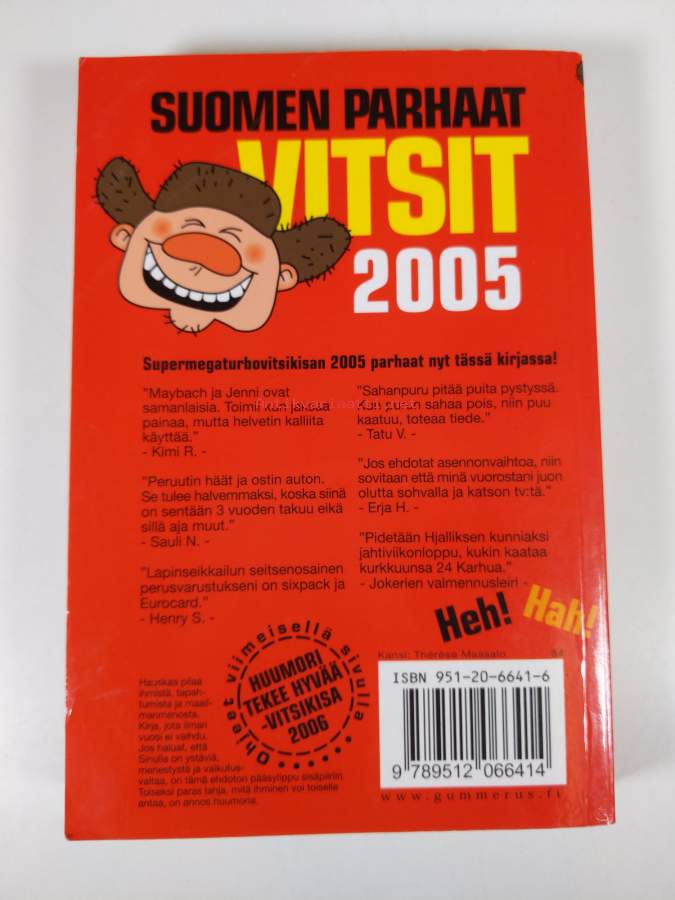 SUOMEN PARHAAT
VITSIT
2005
Supermegaturbovitsikisan 2005 parhaat nyt tässä kirjassa!
"Maybach ja Jenni ovat
samanlaisia. Toimii kun kaasua
painaa, mutta helvetin kalliita
käyttää."
- Kimi R. -
"Peruutin häät ja ostin auton.
Se tulee halvemmaksi, koska siinä
on sentään 3 vuoden takuu eikä
sillä aja muut."
- Sauli N. -
"Lapinseikkailun seitsenosainen
perusvarustukseni on sixpack ja
Eurocard."
- Henry S. -
"Sahanpuru pitää puita pystyssä.
Kun purun sahaa pois, niin puu
kaatuu, toteaa tiede."
- Tatu V. -
"Jos ehdotat asennonvaihtoa, niin
sovitaan että minä vuorostani juon
olutta sohvalla ja katson tv:tä."
- Erja H. -
"Pidetään Hjalliksen kunniaksi
jahtiviikonloppu, kukin kaataa
kurkkuunsa 24 Karhua."
- Jokerien valmennusleiri -
Heh! Hah!
Ohjeet viimeisellä sivulla
HUUMORI
TEKEE HYVÄÄ
-VITSIKISA
2006
Hauskaa pilaa
ihmistä, tapah-
tumista ja maail-
manmenosta.
Kirja, jota ilman
vuosi ei vaihdu.
Jos haluat, että
Sinulla on ystäviä,
menestystä ja vaikutus-
valtaa, on tämä ehdoton pääsylippu sisäpiiriin.
Toiseksi paras lahja, mitä ihminen voi toiselle
antaa, on annos huumoria.
Kansi: Thérèse Maasalo
ISBN 951-20-6641-6
9 789512 066414
www.gummerus.fi